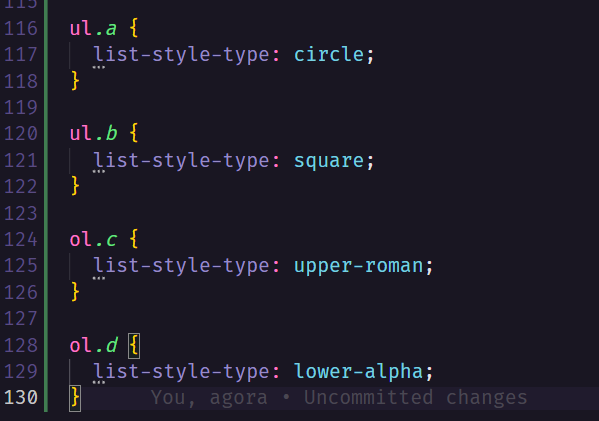 115
116 ul.a {
117 list-style-type: circle;
118 }
119
120 ul.b {
121 list-style-type: square;
122 }
123
124 ol.c {
125 list-style-type: upper-roman;
126 }
127
128 ol.d {
129 list-style-type: lower-alpha;
130 } You, agora • Uncommitted changes